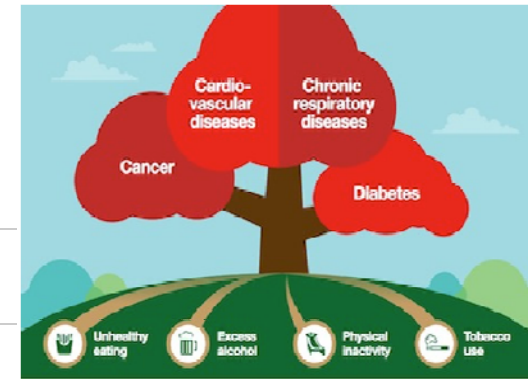 Cardio-
vascular
diseases
Chronic
respiratory
diseases
Cancer
Diabetes
Unhealthy
eating
Excess
alcohol
Physical
inactivity
Tobacco
use